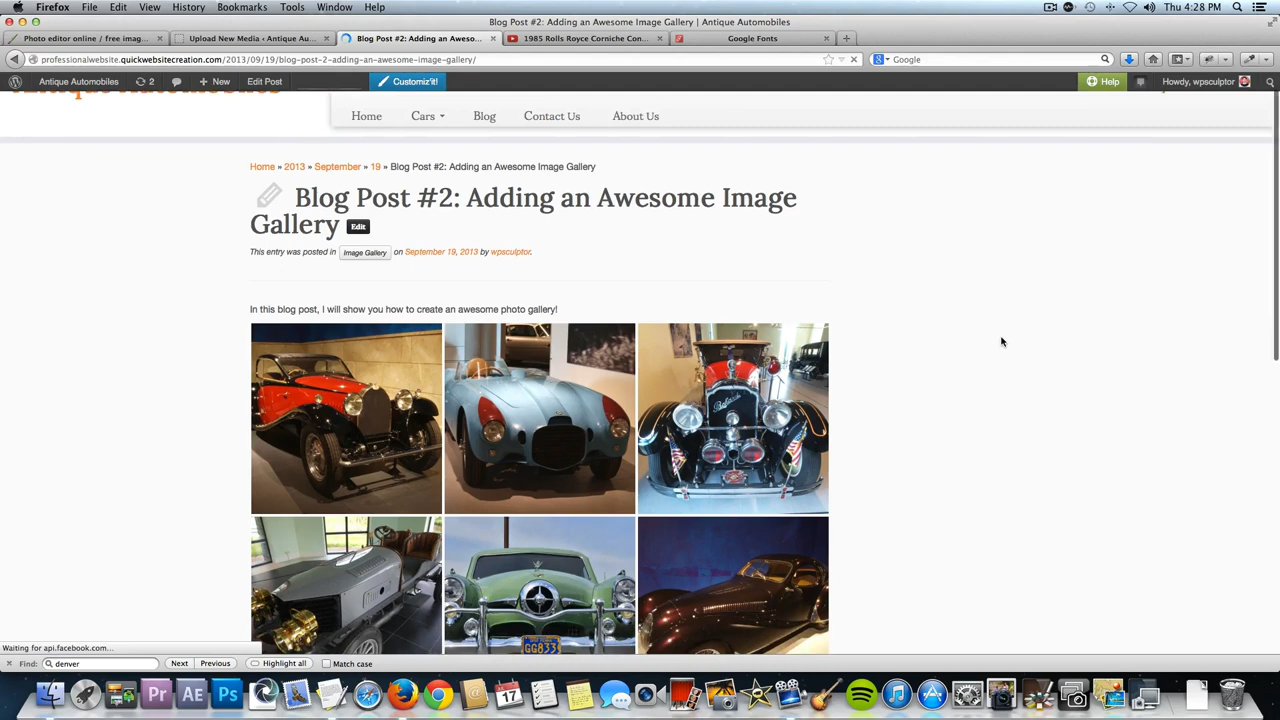 Firefox File Edit View History Bookmarks Tools Window Help Thu 4:28 PM
Blog Post #2: Adding an Awesome Image Gallery | Antique Automobiles
Photo editor online / free imag... Upload New Media ‹ Antique Au... Blog Post #2: Adding an Aweso... 1985 Rolls Royce Corniche Con... Google Fonts
professionalwebsite.quickwebsitecreation.com/2013/09/19/blog-post-2-adding-an-awesome-image-gallery/ Google
Antique Automobiles 2 + New Edit Post Customiz'it! Help Howdy, wpsculptor
Home Cars Blog Contact Us About Us
Home » 2013 » September » 19 » Blog Post #2: Adding an Awesome Image Gallery
Blog Post #2: Adding an Awesome Image
Gallery Edit
This entry was posted in Image Gallery on September 19, 2013 by wpsculptor.
In this blog post, I will show you how to create an awesome photo gallery!
GG833
Waiting for api.facebook.com...
Find: denver Next Previous Highlight all Match case
Pr AE Ps 17